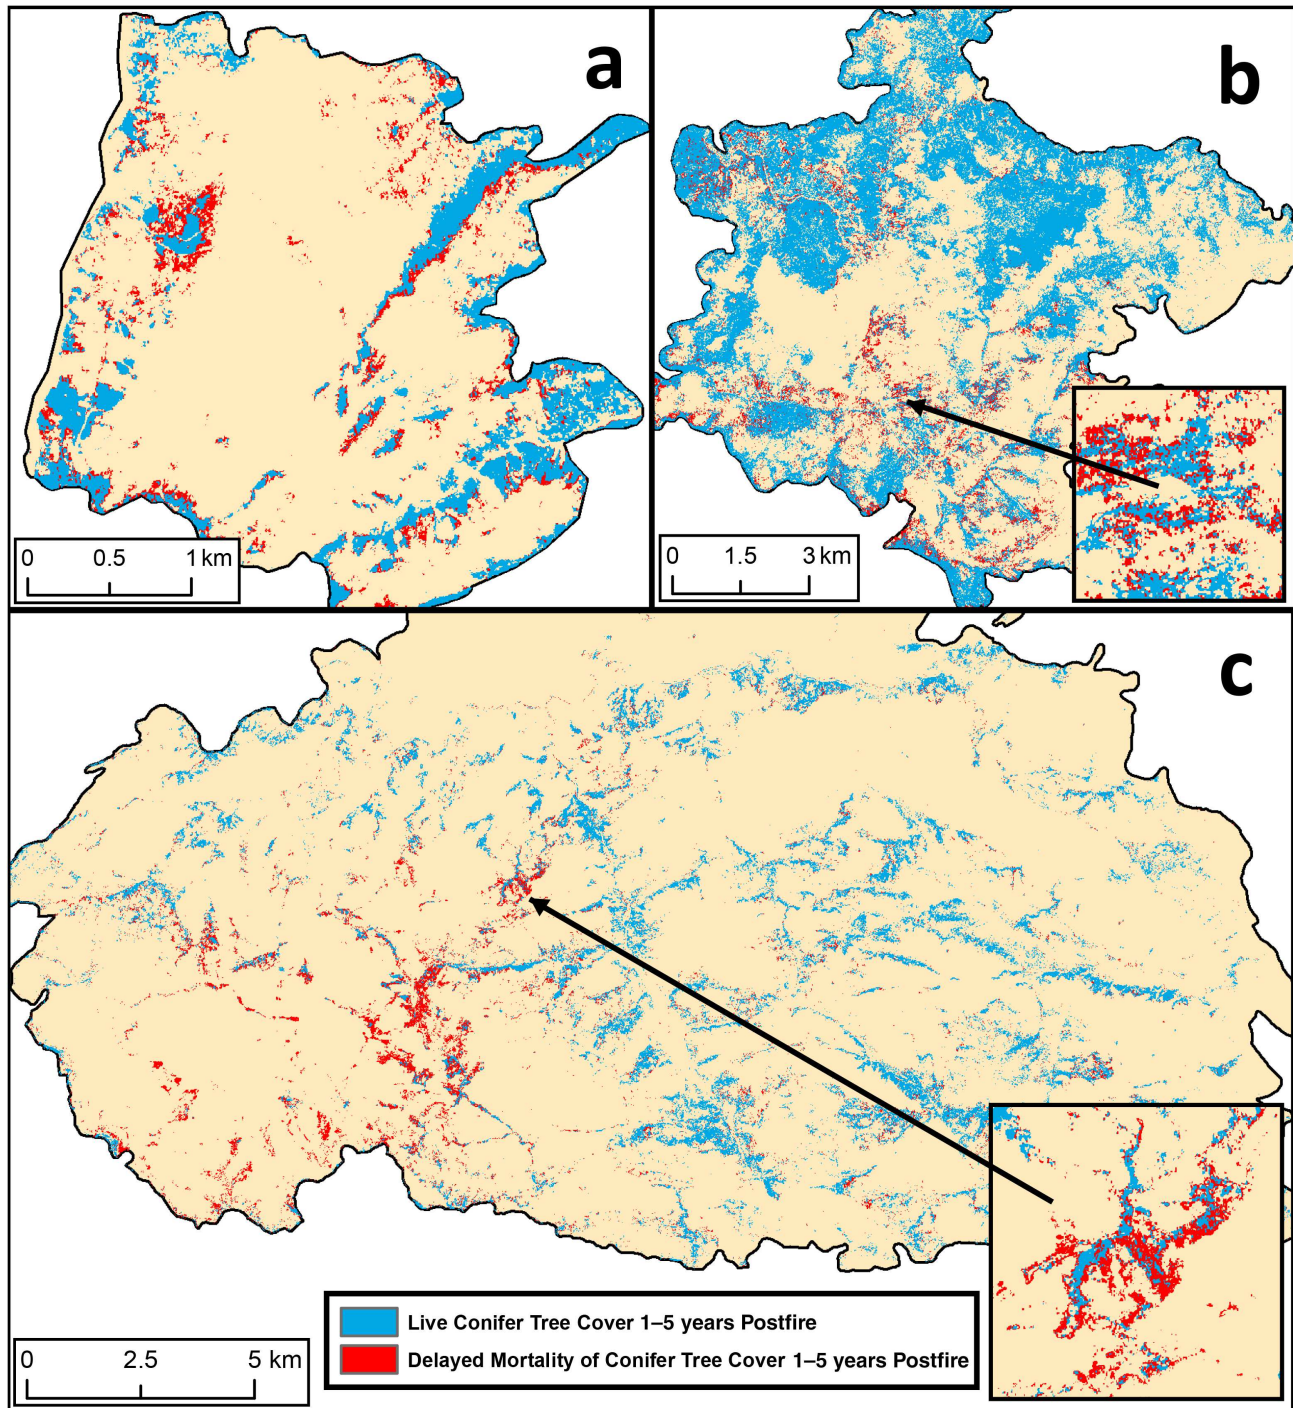 a
b
0 0.5 1 km
0 1.5 3 km
c
Live Conifer Tree Cover 1–5 years Postfire
Delayed Mortality of Conifer Tree Cover 1–5 years Postfire
0 2.5 5 km